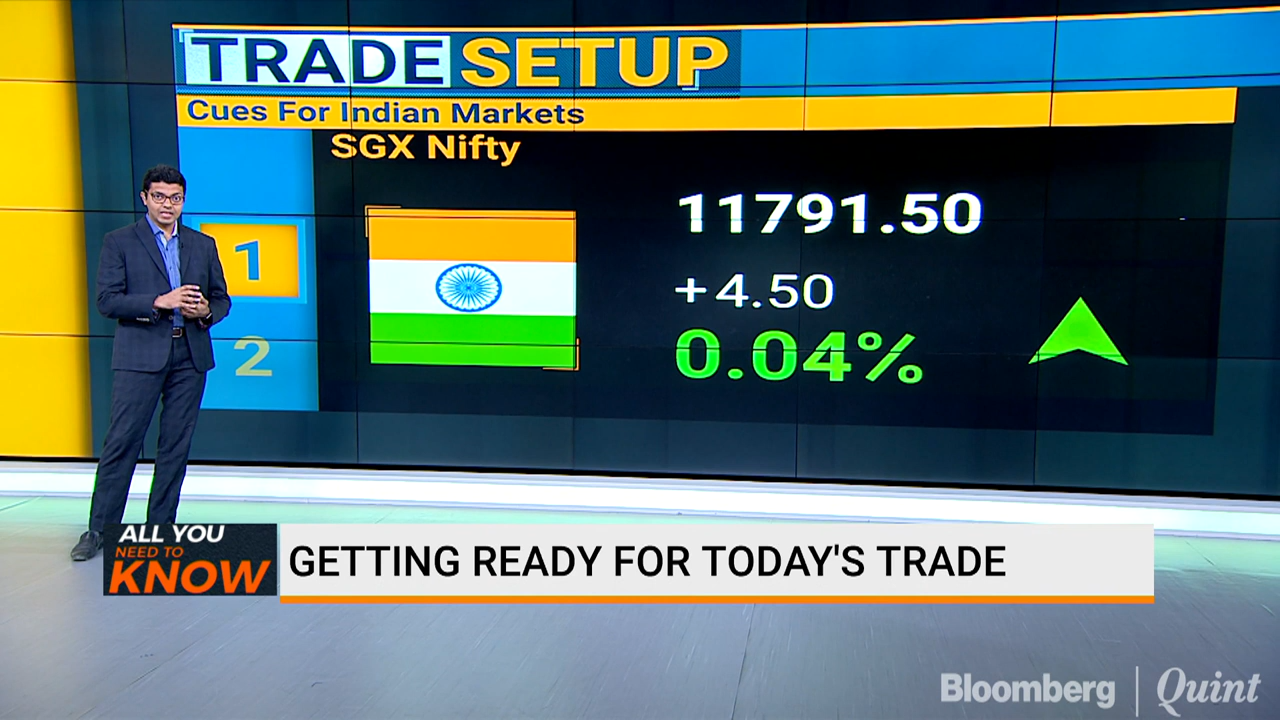 TRADE SETUP
Cues For Indian Markets
SGX Nifty
1
2
11791.50
+4.50
0.04%
ALL YOU
NEED TO
KNOW
GETTING READY FOR TODAY'S TRADE
Bloomberg | Quint